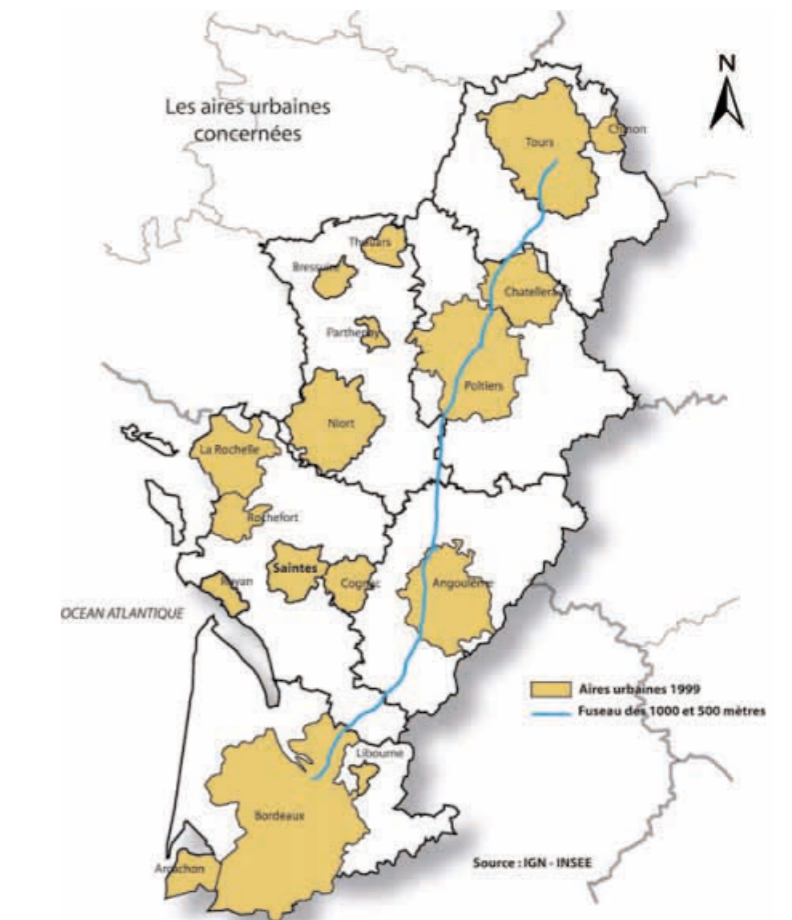 N
Les aires urbaines
concernées
Tours
Chinon
Thouars
Bressuire
Chatellerault
Parthenay
Poitiers
Niort
La Rochelle
Rochefort
Saintes
Royan
Cognac
Angoulême
OCEAN ATLANTIQUE
Aires urbaines 1999
Fuseau des 1000 et 500 mètres
Libourne
Bordeaux
Source : IGN - INSEE
Arcachon